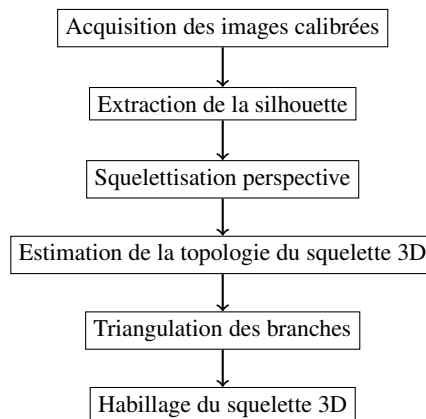 Acquisition des images calibrées
Extraction de la silhouette
Squelettisation perspective
Estimation de la topologie du squelette 3D
Triangulation des branches
Habillage du squelette 3D